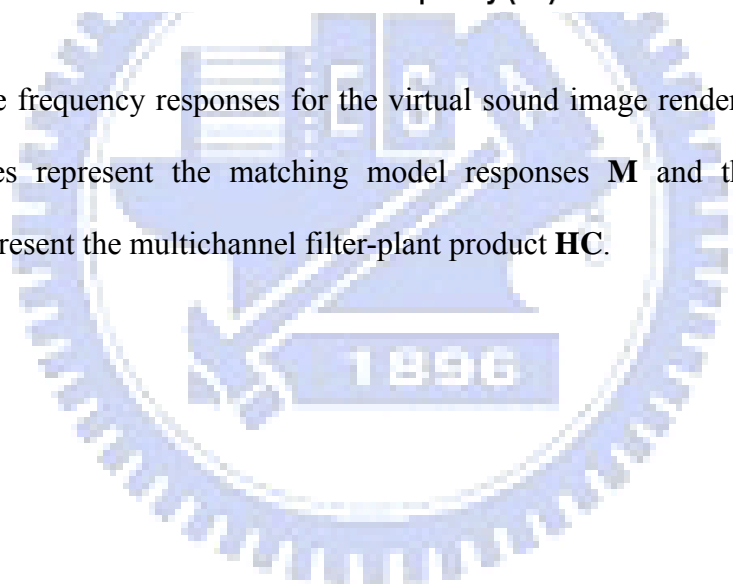 e frequency responses for the virtual sound image render
es represent the matching model responses M and th
present the multichannel filter-plant product HC.
1896